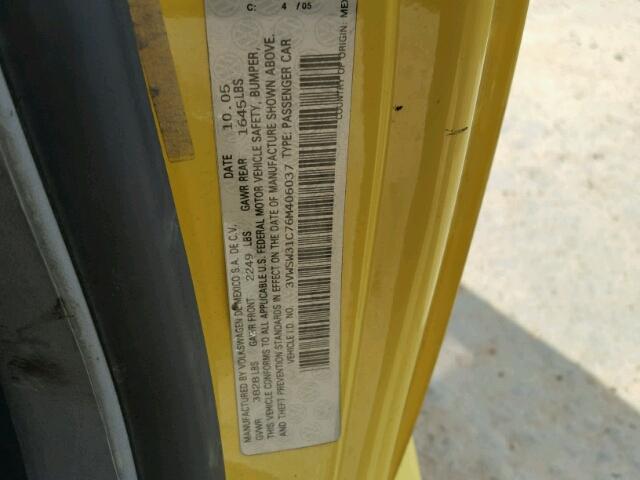 C. 4 /05
MANUFACTURED BY VOLKSWAGEN DE MEXICO S.A. DE C.V. DATE 10.05
GVWR 3828 LBS GAWR FRONT 2249 LBS GAWR REAR 1645 LBS
THIS VEHICLE CONFORMS TO ALL APPLICABLE U.S. FEDERAL MOTOR VEHICLE SAFETY, BUMPER,
AND THEFT PREVENTION STANDARDS IN EFFECT ON THE DATE OF MANUFACTURE SHOWN ABOVE.
VEHICLE I.D. NO. 3VWSW31C76M406037 TYPE: PASSENGER CAR
COUNTRY OF ORIGIN: MEX